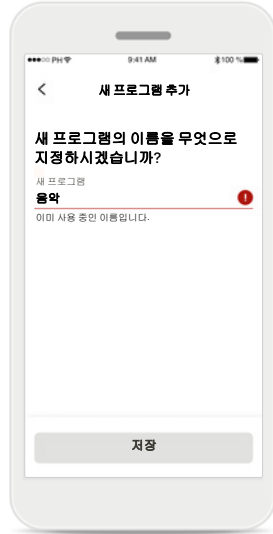 PH 9:41 AM 100 %
새 프로그램 추가
새 프로그램의 이름을 무엇으로
지정하시겠습니까?
새 프로그램
음악
이미 사용 중인 이름입니다.
저장